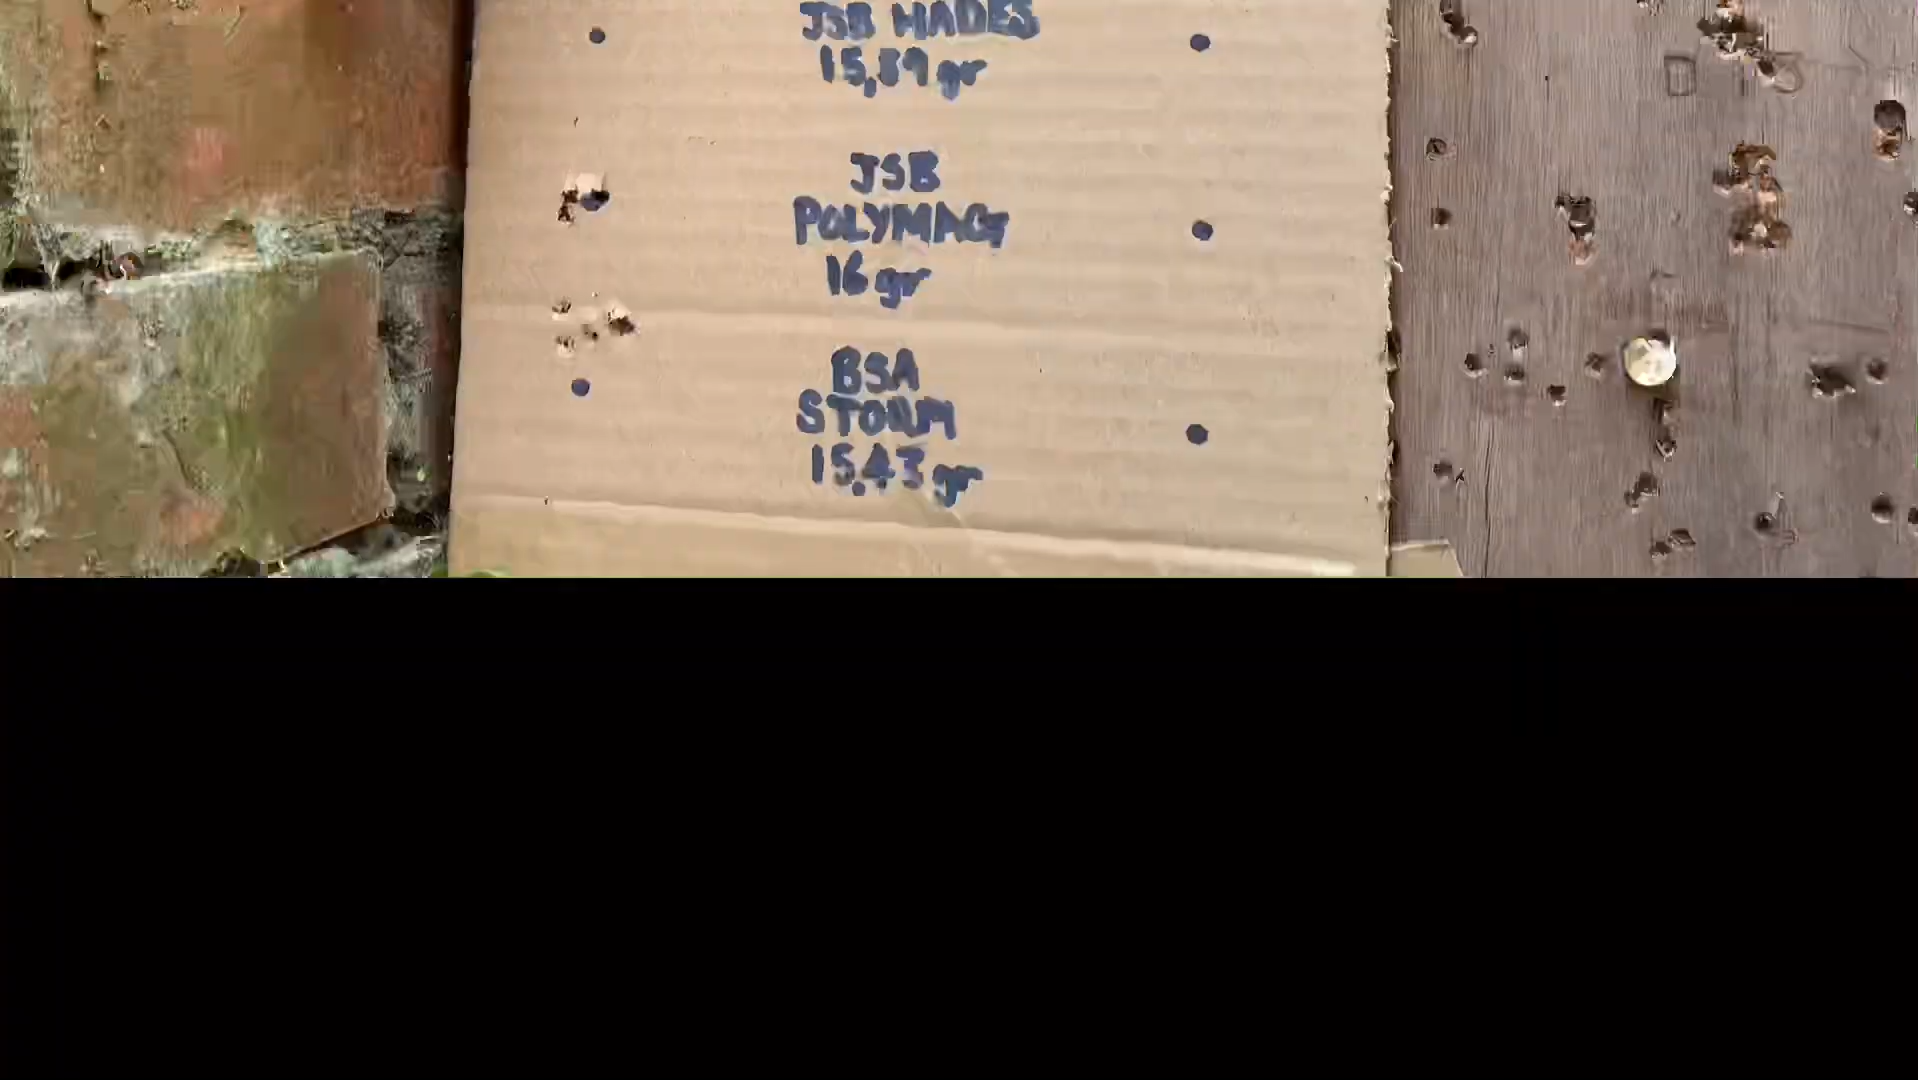 JSB HADES
15,89 gr
JSB
POLYMAG
16 gr
BSA
STORM
15.43 gr